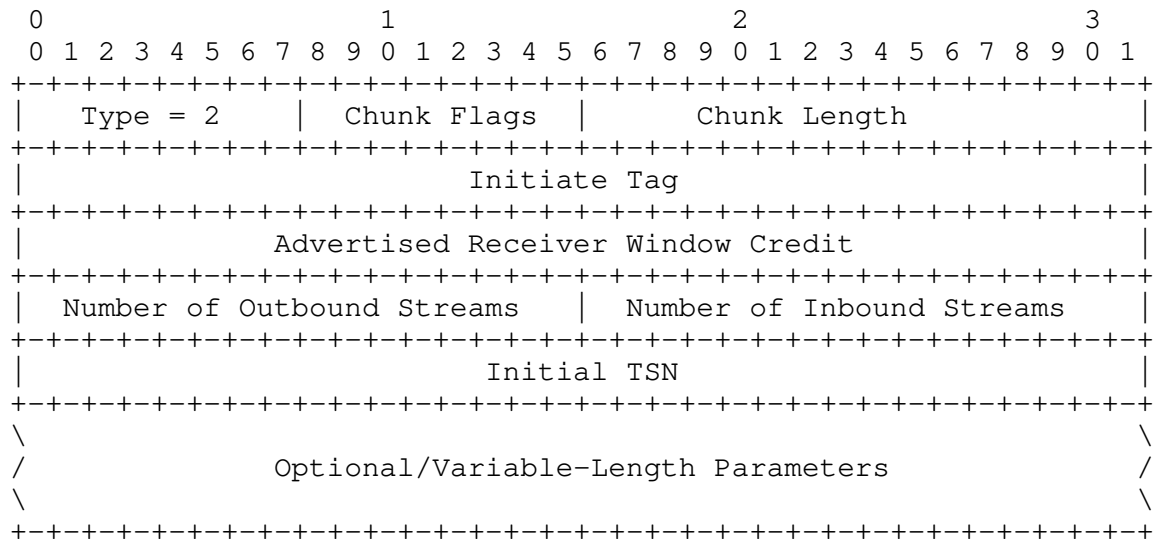 0                   1                   2                   3
 0 1 2 3 4 5 6 7 8 9 0 1 2 3 4 5 6 7 8 9 0 1 2 3 4 5 6 7 8 9 0 1
+-+-+-+-+-+-+-+-+-+-+-+-+-+-+-+-+-+-+-+-+-+-+-+-+-+-+-+-+-+-+-+-+
|   Type = 2    |  Chunk Flags  |      Chunk Length             |
+-+-+-+-+-+-+-+-+-+-+-+-+-+-+-+-+-+-+-+-+-+-+-+-+-+-+-+-+-+-+-+-+
|                         Initiate Tag                          |
+-+-+-+-+-+-+-+-+-+-+-+-+-+-+-+-+-+-+-+-+-+-+-+-+-+-+-+-+-+-+-+-+
|              Advertised Receiver Window Credit                |
+-+-+-+-+-+-+-+-+-+-+-+-+-+-+-+-+-+-+-+-+-+-+-+-+-+-+-+-+-+-+-+-+
|  Number of Outbound Streams   |  Number of Inbound Streams    |
+-+-+-+-+-+-+-+-+-+-+-+-+-+-+-+-+-+-+-+-+-+-+-+-+-+-+-+-+-+-+-+-+
|                          Initial TSN                          |
+-+-+-+-+-+-+-+-+-+-+-+-+-+-+-+-+-+-+-+-+-+-+-+-+-+-+-+-+-+-+-+-+
\                                                               \
/              Optional/Variable-Length Parameters              /
\                                                               \
+-+-+-+-+-+-+-+-+-+-+-+-+-+-+-+-+-+-+-+-+-+-+-+-+-+-+-+-+-+-+-+-+